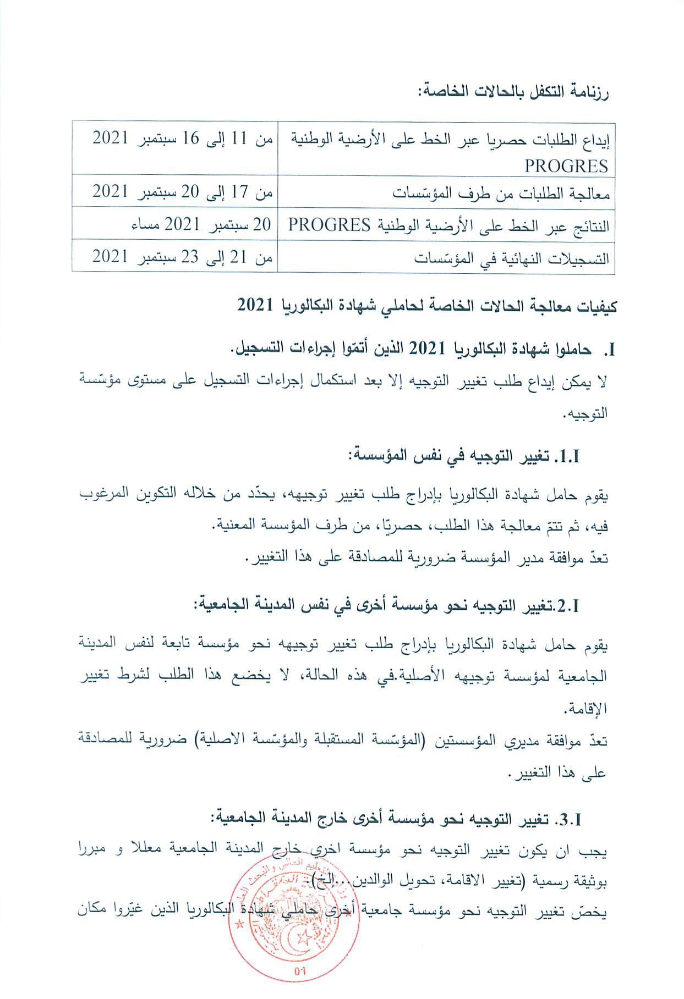 رزنامة التكفل بالحالات الخاصة:
إيداع الطلبات حصريا عبر الخط على الأرضية الوطنية من 11 إلى 16 سبتمبر 2021
PROGRES
معالجة الطلبات من طرف المؤسّسات من 17 إلى 20 سبتمبر 2021
النتائج عبر الخط على الأرضية الوطنية PROGRES 20 سبتمبر 2021 مساء
التسجيلات النهائية في المؤسّسات من 21 إلى 23 سبتمبر 2021
كيفيات معالجة الحالات الخاصة لحاملي شهادة البكالوريا 2021
I. حاملوا شهادة البكالوريا 2021 الذين أتمّوا إجراءات التسجيل.
لا يمكن إيداع طلب تغيير التوجيه إلا بعد استكمال إجراءات التسجيل على مستوى مؤسّسة
التوجيه.
1.I. تغيير التوجيه في نفس المؤسسة:
يقوم حامل شهادة البكالوريا بإدراج طلب تغيير توجيهه، يحدّد من خلاله التكوين المرغوب
فيه، ثم تتمّ معالجة هذا الطلب، حصريّا، من طرف المؤسسة المعنية.
تعدّ موافقة مدير المؤسسة ضرورية للمصادقة على هذا التغيير.
2.I.تغيير التوجيه نحو مؤسسة أخرى في نفس المدينة الجامعية:
يقوم حامل شهادة البكالوريا بإدراج طلب تغيير توجيهه نحو مؤسسة تابعة لنفس المدينة
الجامعية لمؤسسة توجيهه الأصلية.في هذه الحالة، لا يخضع هذا الطلب لشرط تغيير
الإقامة.
تعدّ موافقة مديري المؤسستين (المؤسّسة المستقبلة والمؤسّسة الاصلية) ضرورية للمصادقة
على هذا التغيير.
3.I. تغيير التوجيه نحو مؤسسة أخرى خارج المدينة الجامعية:
يجب ان يكون تغيير التوجيه نحو مؤسسة اخري خارج المدينة الجامعية معللا و مبررا
بوثيقة رسمية (تغيير الاقامة، تحويل الوالدين...إلخ).
يخصّ تغيير التوجيه نحو مؤسسة جامعية أخرى حاملي شهادة البكالوريا الذين غيّروا مكان
التعليم العالي والبحث
01